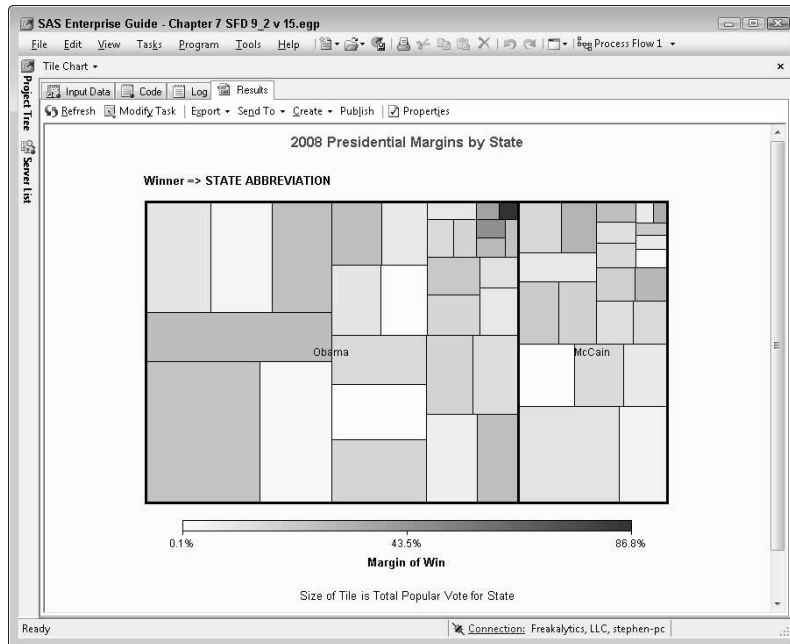 SAS Enterprise Guide - Chapter 7 SFD 9_2 v 15.egp
File Edit View Tasks Program Tools Help Process Flow 1
Tile Chart
Project Tree
Server List
Input Data Code Log Results
Refresh Modify Task Export Send To Create Publish Properties
2008 Presidential Margins by State
Winner => STATE ABBREVIATION
Obama
McCain
0.1% 43.5% 86.8%
Margin of Win
Size of Tile is Total Popular Vote for State
Ready
Connection: Freakalytics, LLC, stephen-pc